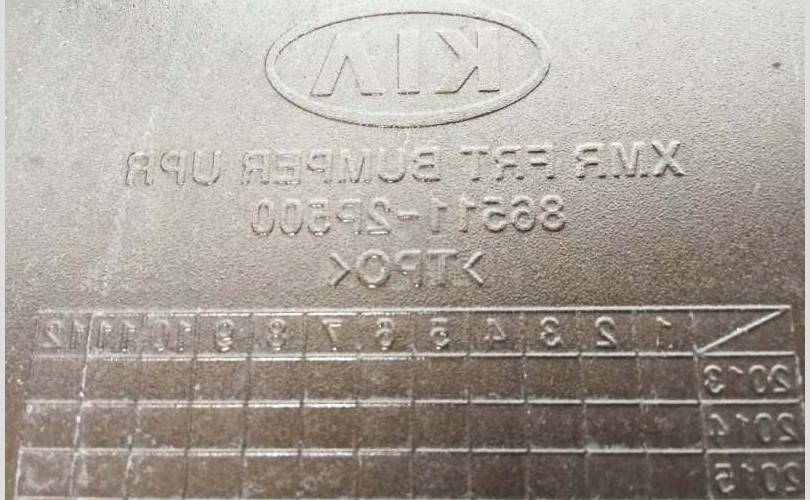 KIA
XMR FRT BUMPER UPR
86511-2P500
>TPO<
1 2 3 4 5 6 7 8 9 10 11 12
2013
2014
2015